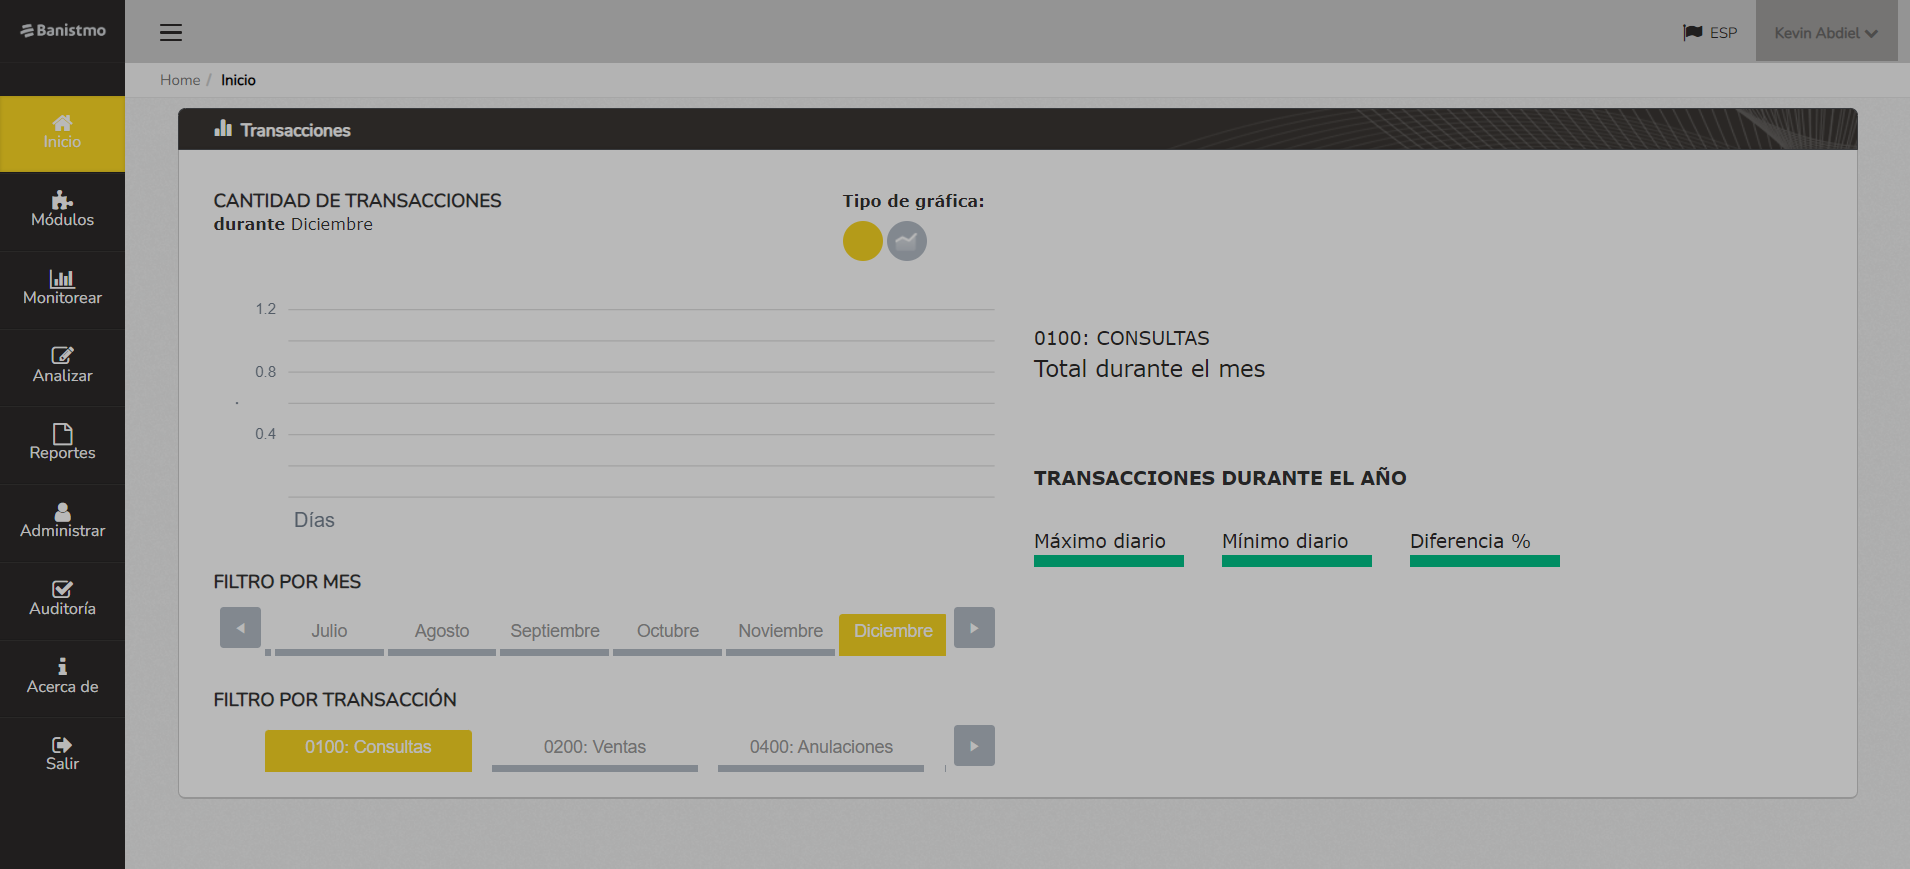 Banistmo
ESP
Kevin Abdiel
Home / Inicio
Inicio
Módulos
Monitorear
Analizar
Reportes
Administrar
Auditoría
Acerca de
Salir
Transacciones
CANTIDAD DE TRANSACCIONES
durante Diciembre
Tipo de gráfica:
1.2
0.8
0.4
Días
0100: CONSULTAS
Total durante el mes
TRANSACCIONES DURANTE EL AÑO
Máximo diario
Mínimo diario
Diferencia %
FILTRO POR MES
Julio
Agosto
Septiembre
Octubre
Noviembre
Diciembre
FILTRO POR TRANSACCIÓN
0100: Consultas
0200: Ventas
0400: Anulaciones